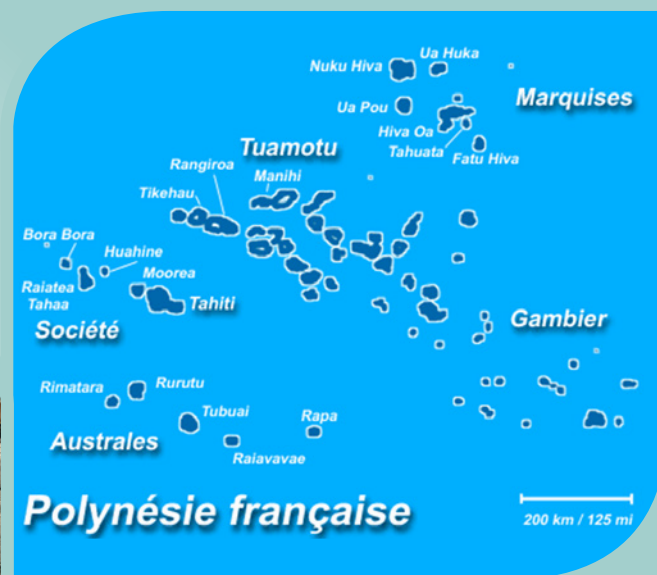 Nuku Hiva
Ua Huka
Marquises
Ua Pou
Hiva Oa
Tahuata
Fatu Hiva
Tuamotu
Rangiroa
Manihi
Tikehau
Bora Bora
Huahine
Moorea
Raiatea
Tahaa
Tahiti
Société
Gambier
Rimatara
Rurutu
Tubuai
Rapa
Australes
Raiavavae
Polynésie française
200 km / 125 mi